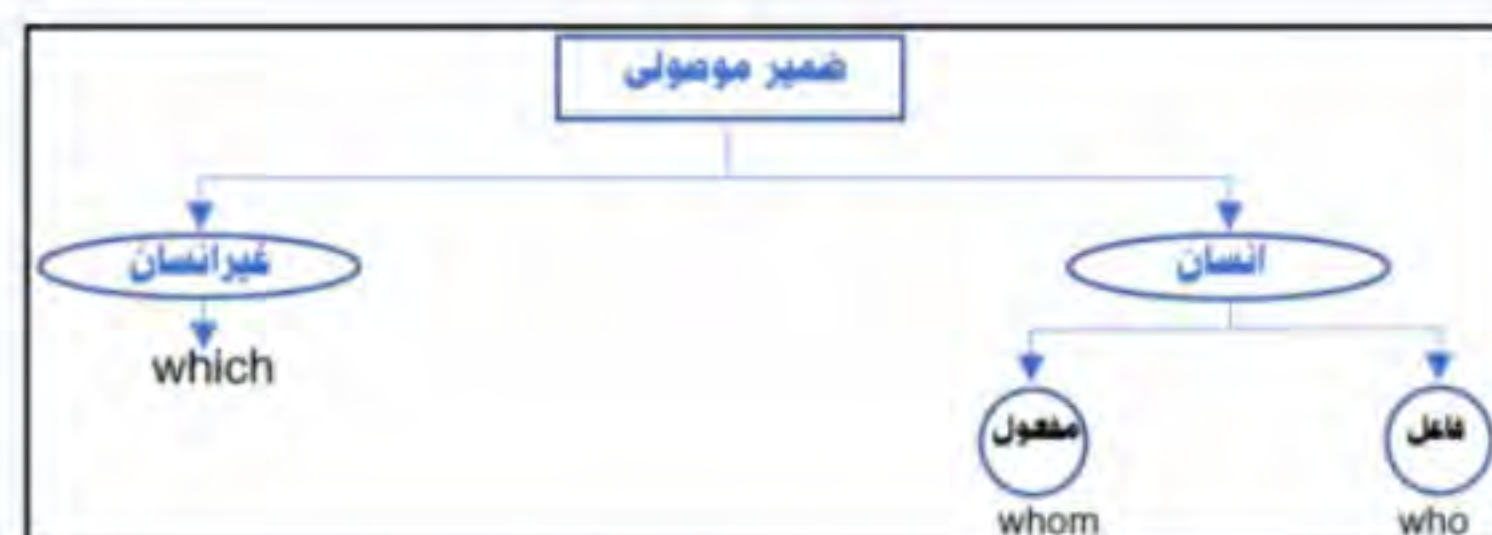 ضمیر موصولی
انسان
غیرانسان
فاعل
مفعول
who
whom
which